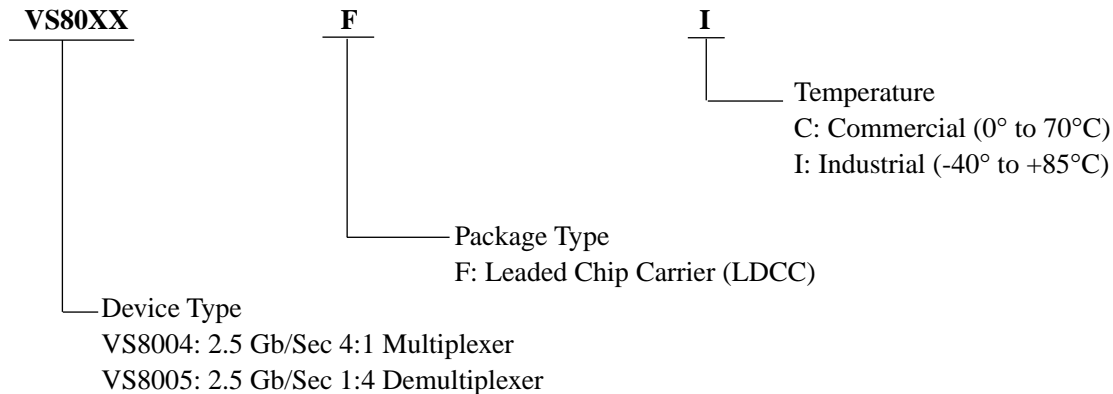 VS80XX F I
Temperature
C: Commercial (0° to 70°C)
I: Industrial (-40° to +85°C)
Package Type
F: Leaded Chip Carrier (LDCC)
Device Type
VS8004: 2.5 Gb/Sec 4:1 Multiplexer
VS8005: 2.5 Gb/Sec 1:4 Demultiplexer